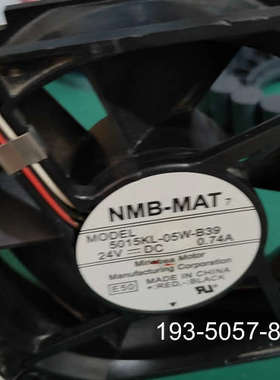 NMB-MAT 7
MODEL
5015KL-05W-B39
24V DC 0.74A
Minebea Motor
Manufacturing Corporation
E50 MADE IN CHINA
+:RED,-:BLACK
193-5057-8